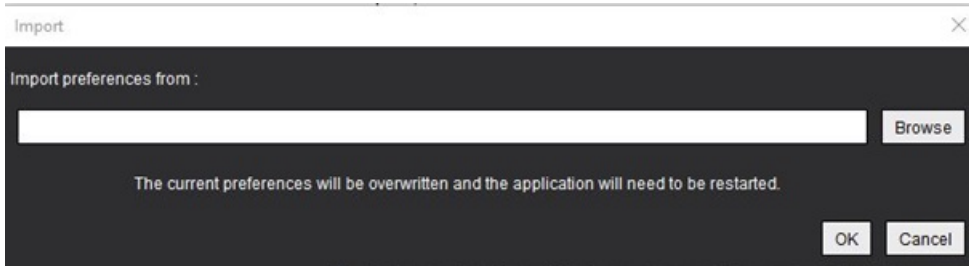 Import
Import preferences from :
Browse
The current preferences will be overwritten and the application will need to be restarted.
OK Cancel